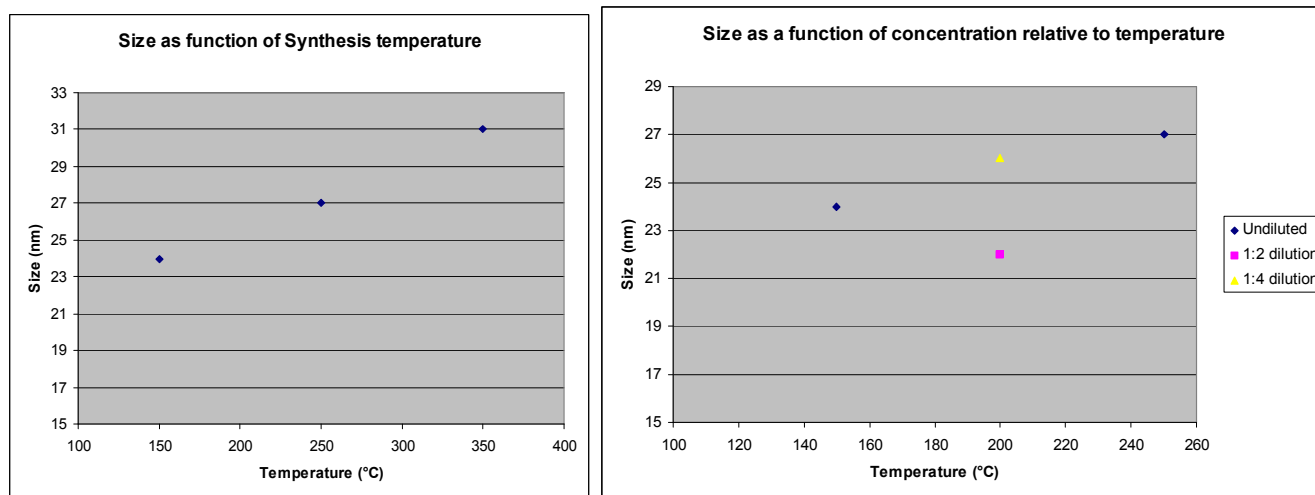 Size as function of Synthesis temperature
33
31
29
27
25
23
21
19
17
15
Size (nm)
100 150 200 250 300 350 400
Temperature (°C)
Size as a function of concentration relative to temperature
29
27
25
23
21
19
17
15
Size (nm)
100 120 140 160 180 200 220 240 260
Temperature (°C)
Undiluted
1:2 dilution
1:4 dilution